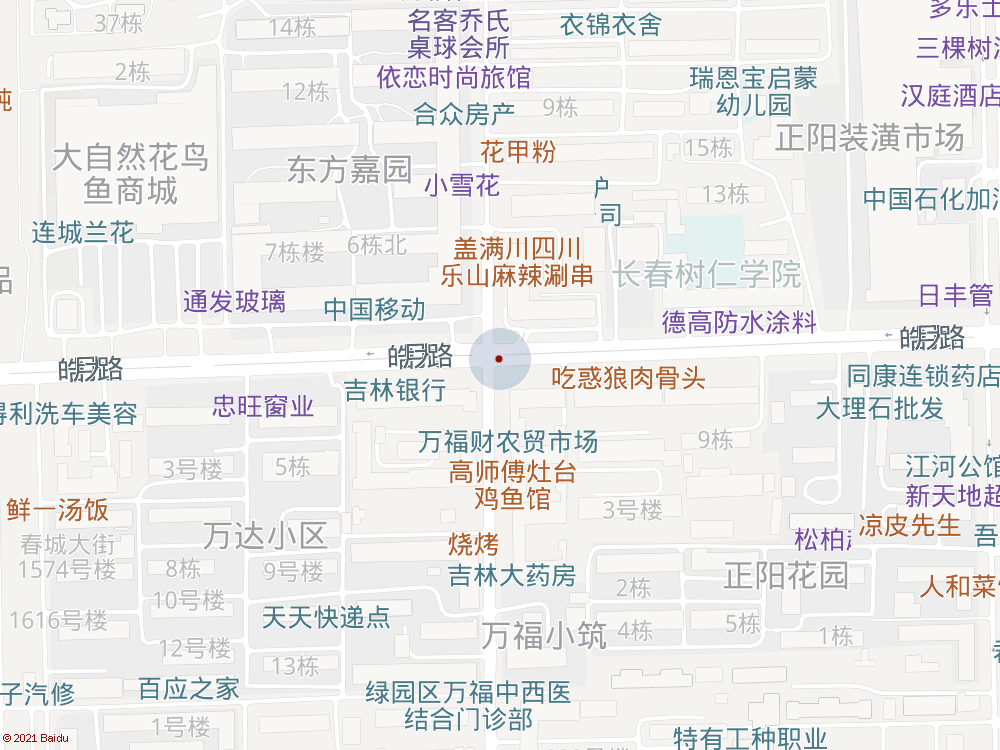 37栋
14栋
名客乔氏
桌球会所
衣锦衣舍
多乐士
三棵树
2栋
依恋时尚旅馆
瑞恩宝启蒙
幼儿园
12栋
9栋
汉庭酒店
合众房产
正阳装潢市场
大自然花鸟
鱼商城
花甲粉
15栋
东方嘉园
小雪花
13栋
中国石化加
司
连城兰花
7栋楼
6栋北
盖满川四川
乐山麻辣涮串
长春树仁学院
通发玻璃
中国移动
日丰管
德高防水涂料
皓月路
皓月路
皓月路
吉林银行
吃惑狼肉骨头
同康连锁药店
得利洗车美容
忠旺窗业
大理石批发
万福财农贸市场
9栋
3号楼
5栋
高师傅灶台
鸡鱼馆
江河公馆
新天地超
鲜一汤饭
3号楼
万达小区
松柏
凉皮先生
吾
春城大街
1574号楼
烧烤
8栋
9号楼
吉林大药房
2栋
正阳花园
人和菜
10号楼
1616号楼
天天快递点
万福小筑
4栋
5栋
1栋
12号楼
13栋
子汽修
百应之家
绿园区万福中西医
结合门诊部
1号楼
特有工种职业
© 2021 Baidu